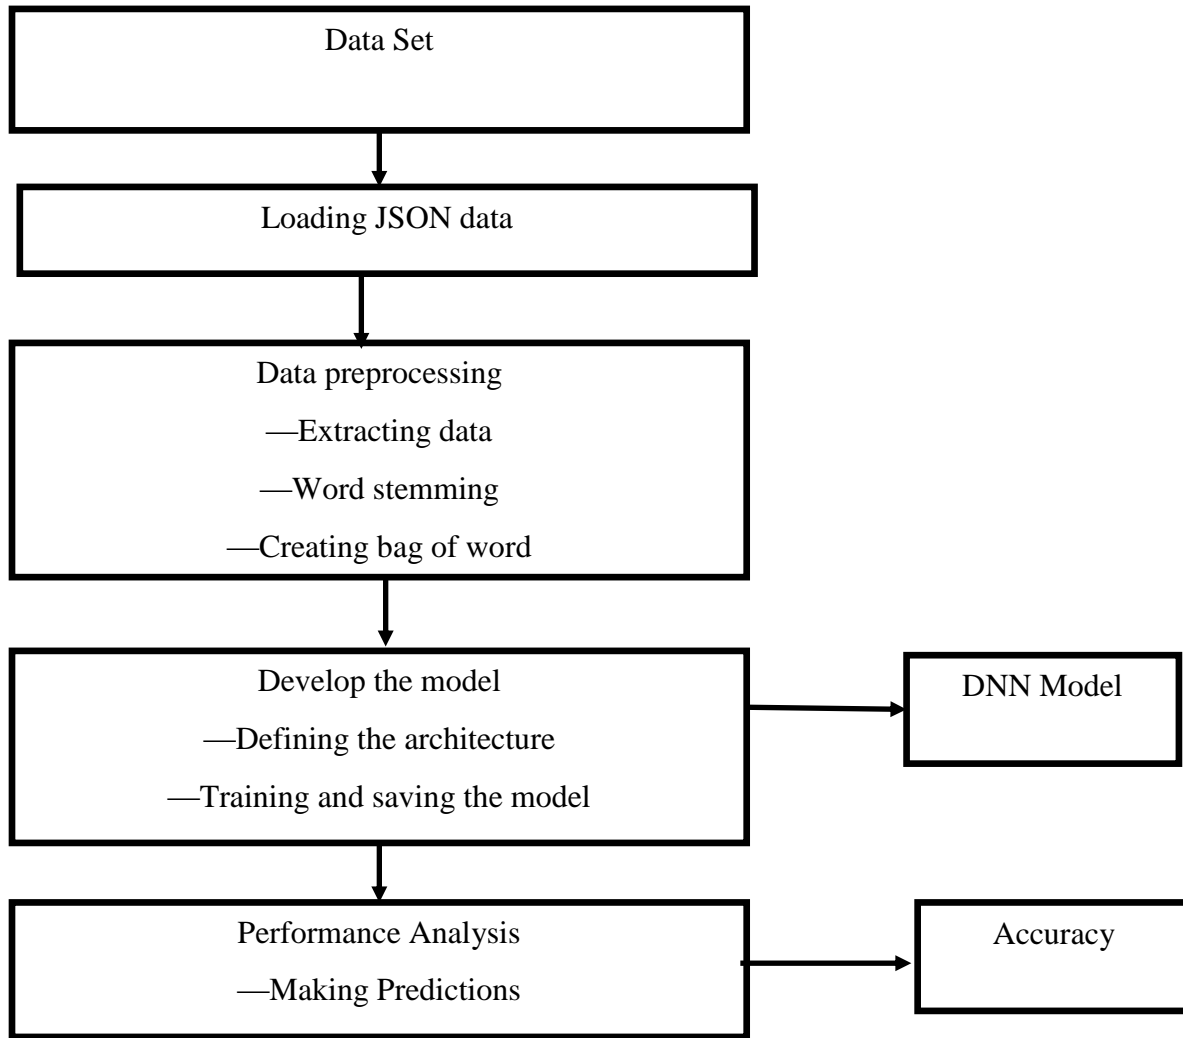 Data Set
Loading JSON data
Data preprocessing
—Extracting data
—Word stemming
—Creating bag of word
Develop the model
—Defining the architecture
—Training and saving the model
DNN Model
Performance Analysis
—Making Predictions
Accuracy